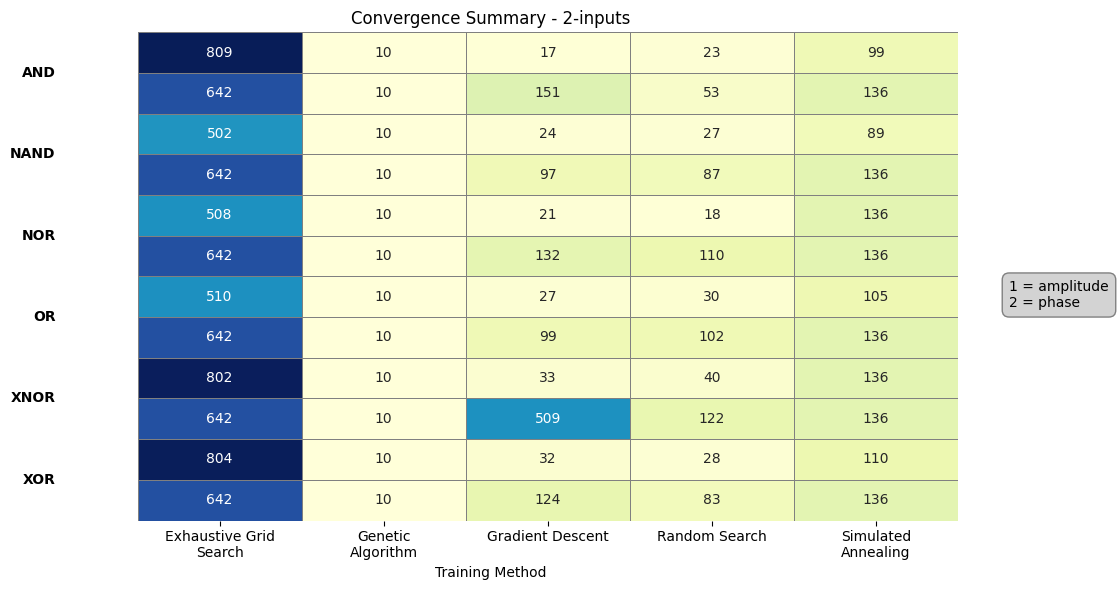 Convergence Summary - 2-inputs
AND
809 10 17 23 99
642 10 151 53 136
NAND
502 10 24 27 89
642 10 97 87 136
NOR
508 10 21 18 136
642 10 132 110 136
OR
510 10 27 30 105
642 10 99 102 136
XNOR
802 10 33 40 136
642 10 509 122 136
XOR
804 10 32 28 110
642 10 124 83 136
Exhaustive Grid
Search
Genetic
Algorithm
Gradient Descent
Random Search
Simulated
Annealing
Training Method
1 = amplitude
2 = phase